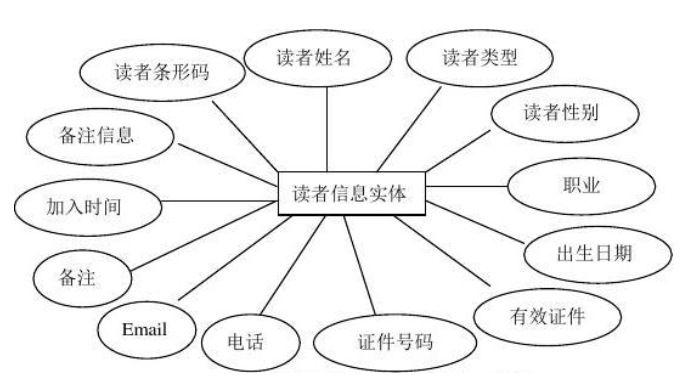 读者姓名
读者类型
读者条形码
读者性别
备注信息
职业
读者信息实体
加入时间
出生日期
备注
有效证件
Email
电话
证件号码